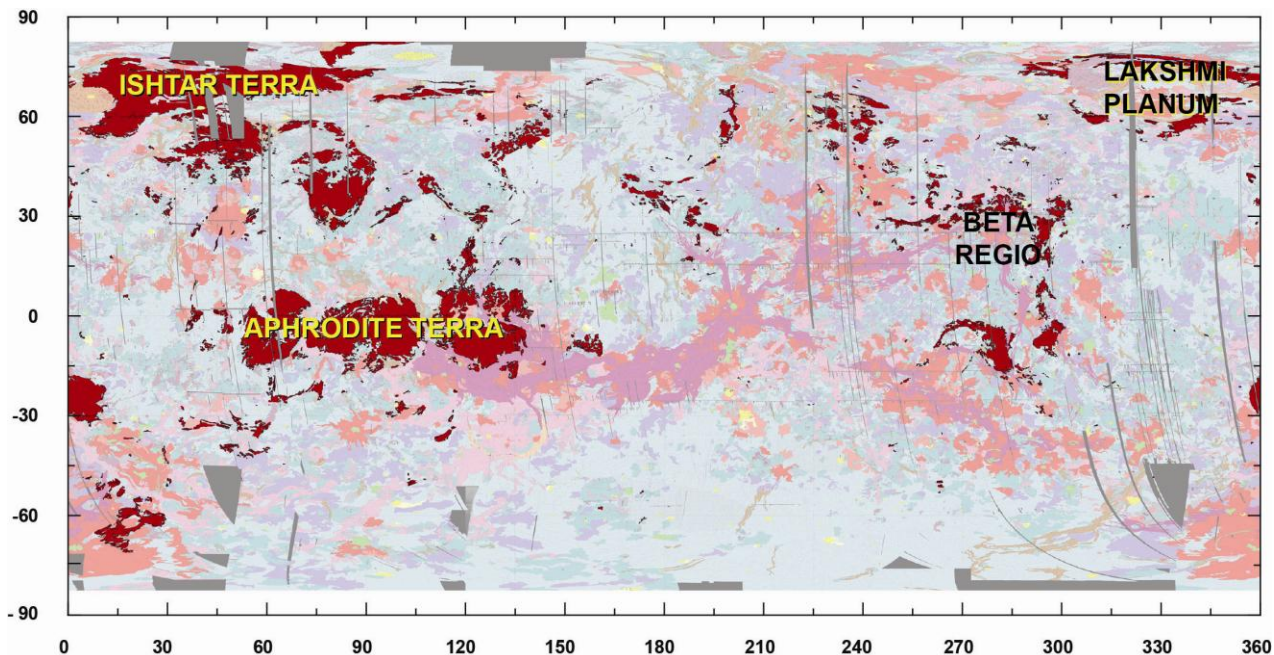 90
60
30
0
-30
-60
- 90
ISHTAR TERRA
LAKSHMI
PLANUM
BETA
REGIO
APHRODITE TERRA
0 30 60 90 120 150 180 210 240 270 300 330 360